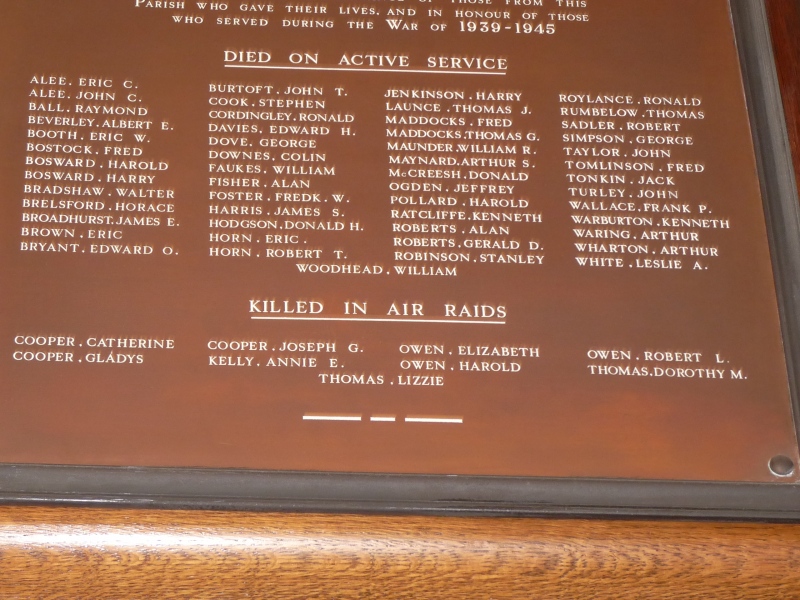 OF THOSE FROM THIS
PARISH WHO GAVE THEIR LIVES, AND IN HONOUR OF THOSE
WHO SERVED DURING THE WAR OF 1939-1945
DIED ON ACTIVE SERVICE
ALEE. ERIC C.
ALEE. JOHN C.
BALL. RAYMOND
BEVERLEY. ALBERT E.
BOOTH. ERIC W.
BOSTOCK. FRED
BOSWARD. HAROLD
BOSWARD. HARRY
BRADSHAW. WALTER
BRELSFORD. HORACE
BROADHURST. JAMES E.
BROWN. ERIC
BRYANT. EDWARD O.
BURTOFT. JOHN T.
COOK. STEPHEN
CORDINGLEY. RONALD
DAVIES. EDWARD H.
DOVE. GEORGE
DOWNES. COLIN
FAUKES. WILLIAM
FISHER. ALAN
FOSTER. FREDK. W.
HARRIS. JAMES S.
HODGSON. DONALD H.
HORN. ERIC.
HORN. ROBERT T.
JENKINSON. HARRY
LAUNCE. THOMAS J.
MADDOCKS. FRED
MADDOCKS. THOMAS G.
MAUNDER. WILLIAM R.
MAYNARD. ARTHUR S.
McCREESH. DONALD
OGDEN. JEFFREY
POLLARD. HAROLD
RATCLIFFE. KENNETH
ROBERTS. ALAN
ROBERTS. GERALD D.
ROBINSON. STANLEY
ROYLANCE. RONALD
RUMBELOW. THOMAS
SADLER. ROBERT
SIMPSON. GEORGE
TAYLOR. JOHN
TOMLINSON. FRED
TONKIN. JACK
TURLEY. JOHN
WALLACE. FRANK P.
WARBURTON. KENNETH
WARING. ARTHUR
WHARTON. ARTHUR
WHITE. LESLIE A.
WOODHEAD. WILLIAM
KILLED IN AIR RAIDS
COOPER. CATHERINE
COOPER. GLADYS
COOPER. JOSEPH G.
KELLY. ANNIE E.
OWEN. ELIZABETH
OWEN. HAROLD
OWEN. ROBERT L.
THOMAS. DOROTHY M.
THOMAS. LIZZIE